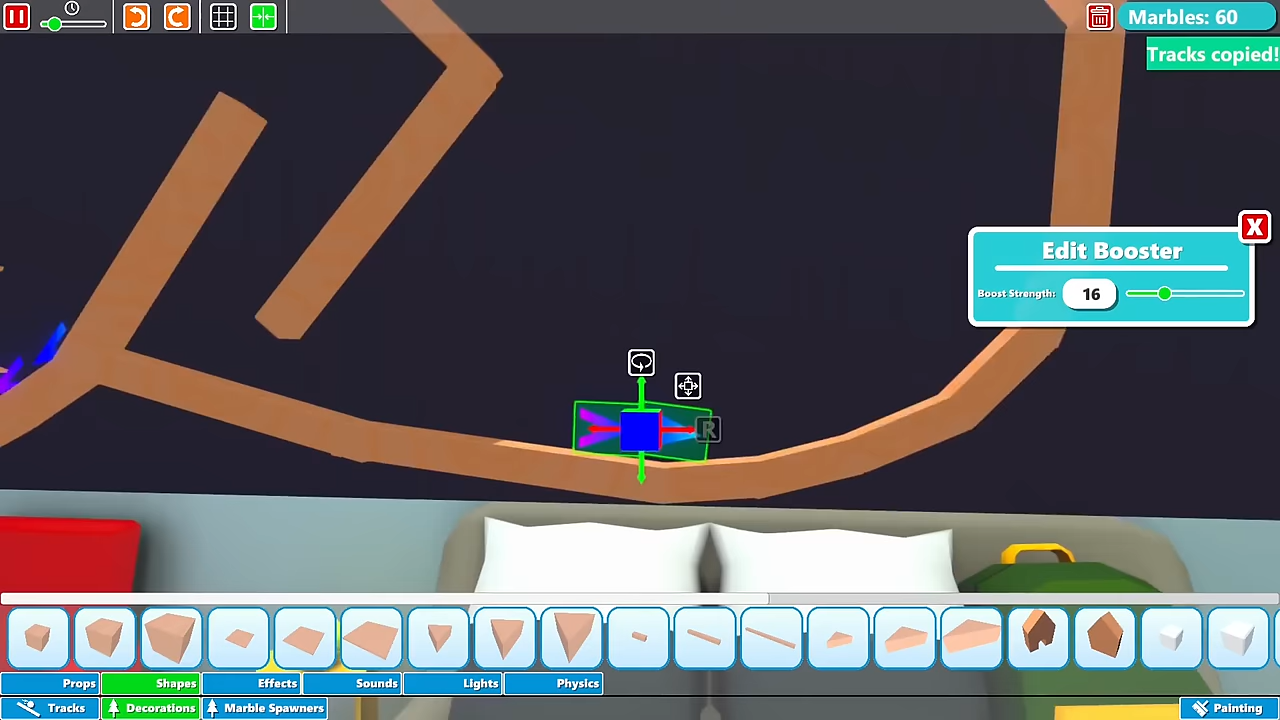 Marbles: 60
Tracks copied!
Edit Booster
Boost Strength: 16
R
Props Shapes Effects Sounds Lights Physics
Tracks Decorations Marble Spawners Painting